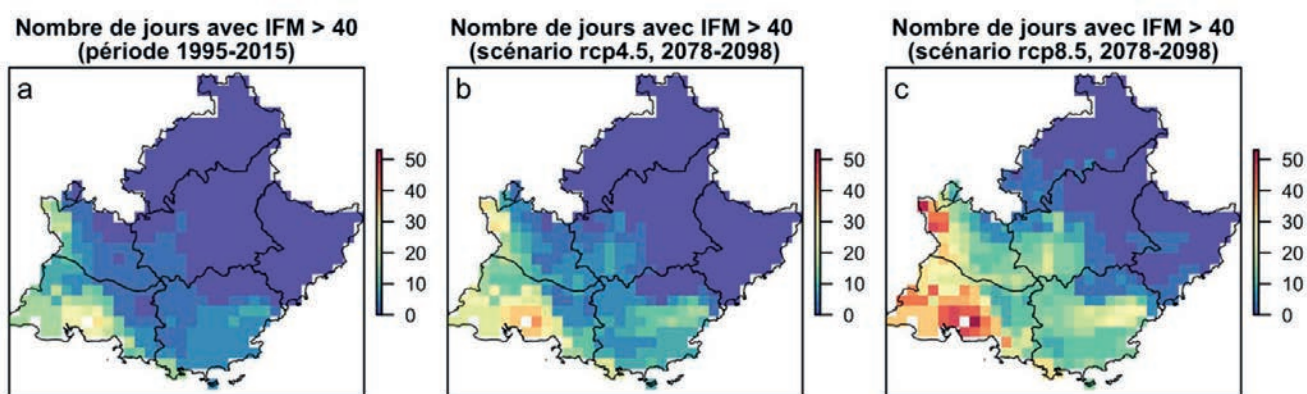 Nombre de jours avec IFM > 40
(période 1995-2015)
a
50
40
30
20
10
0
Nombre de jours avec IFM > 40
(scénario rcp4.5, 2078-2098)
b
50
40
30
20
10
0
Nombre de jours avec IFM > 40
(scénario rcp8.5, 2078-2098)
c
50
40
30
20
10
0